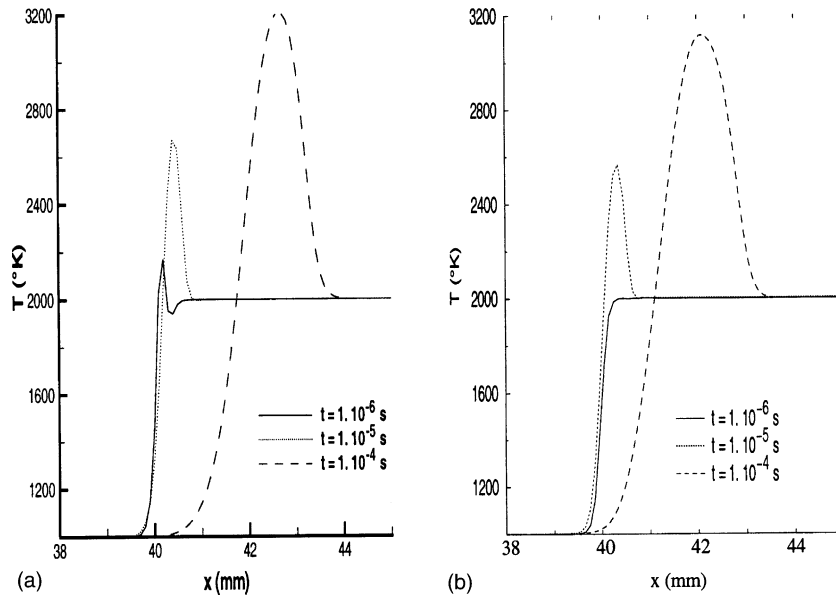 3200
2800
2400
2000
1600
1200
T (°K)
t = 1. 10⁻⁶ s
t = 1. 10⁻⁵ s
t = 1. 10⁻⁴ s
38 40 42 44
(a) x (mm)
3200
2800
2400
2000
1600
1200
T (°K)
t = 1. 10⁻⁶ s
t = 1. 10⁻⁵ s
t = 1. 10⁻⁴ s
38 40 42 44
(b) x (mm)